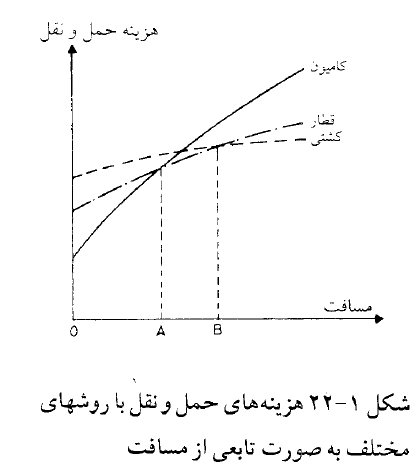 هزینه حمل و نقل
کامیون
قطار
کشتی
مسافت
O
A
B
شکل ۱-۲۲ هزینه‌های حمل و نقل با روشهای
مختلف به صورت تابعی از مسافت